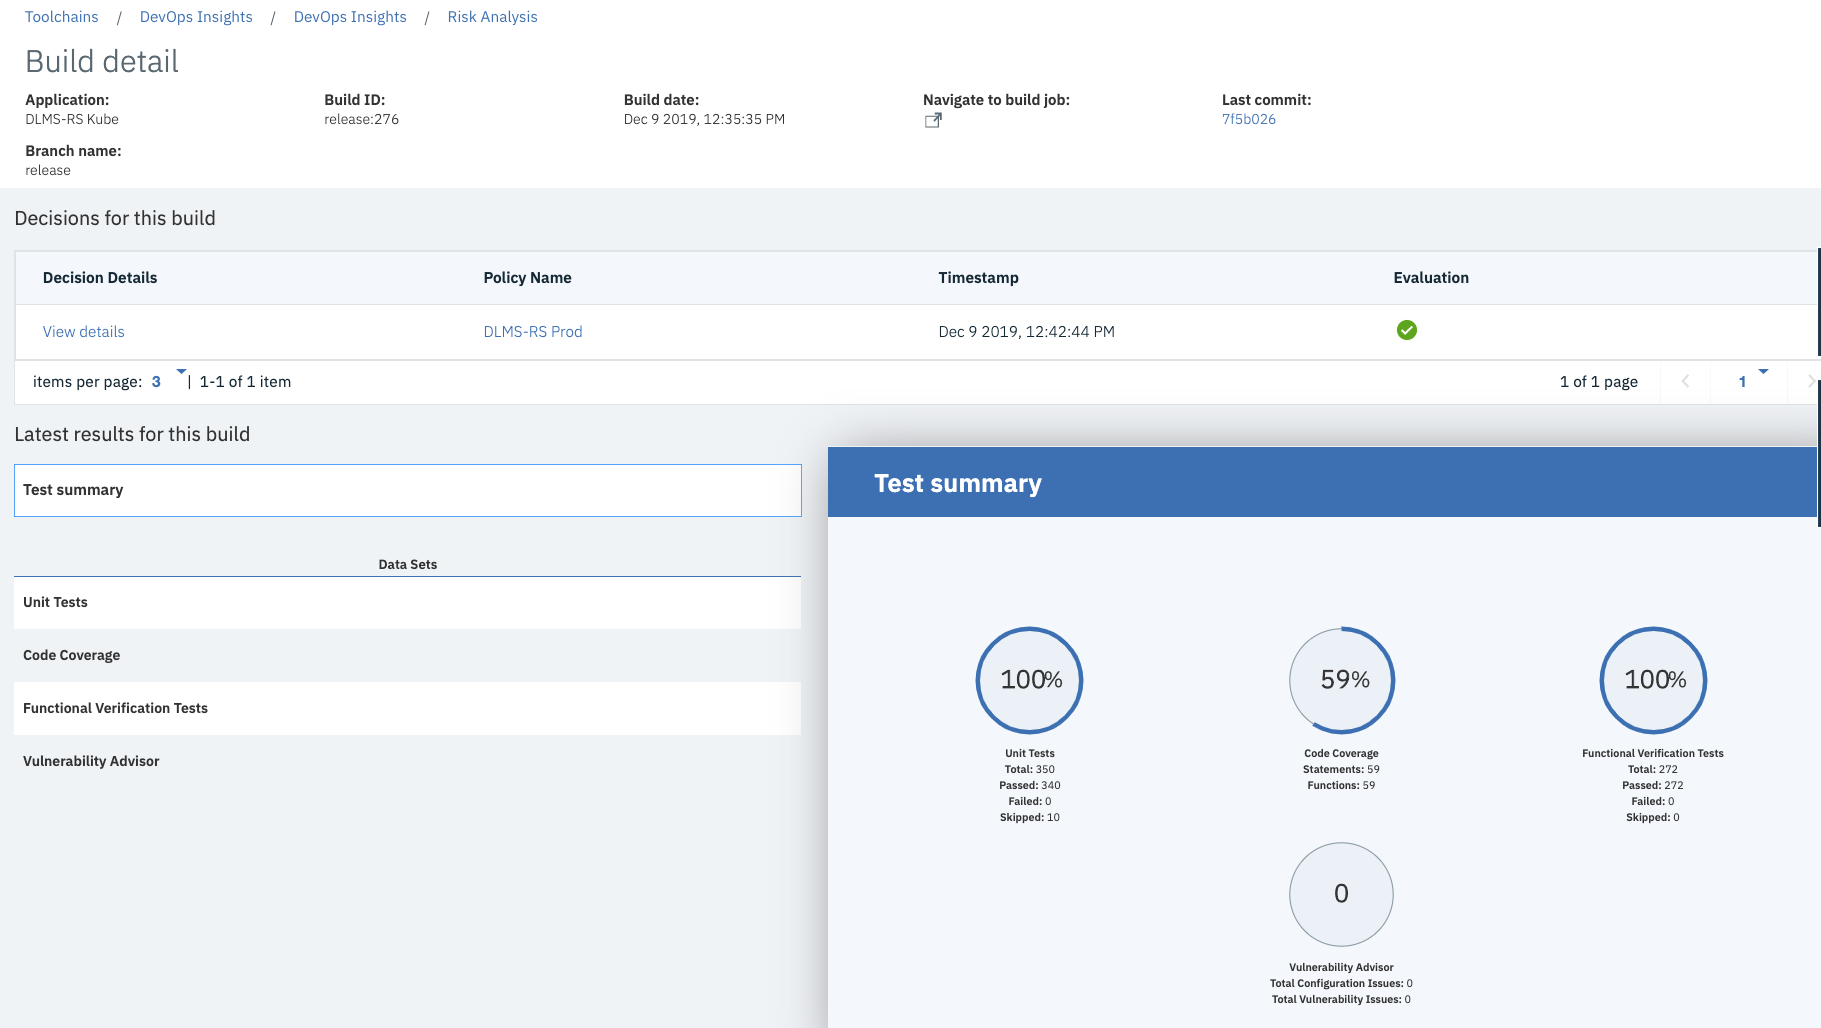 Toolchains / DevOps Insights / DevOps Insights / Risk Analysis
Build detail
Application: Build ID: Build date: Navigate to build job: Last commit:
DLMS-RS Kube release:276 Dec 9 2019, 12:35:35 PM 7f5b026
Branch name:
release
Decisions for this build
Decision Details Policy Name Timestamp Evaluation
View details DLMS-RS Prod Dec 9 2019, 12:42:44 PM
items per page: 3 | 1-1 of 1 item 1 of 1 page 1
Latest results for this build
Test summary
Data Sets
Unit Tests
Code Coverage
Functional Verification Tests
Vulnerability Advisor
Test summary
100%
Unit Tests
Total: 350
Passed: 340
Failed: 0
Skipped: 10
59%
Code Coverage
Statements: 59
Functions: 59
100%
Functional Verification Tests
Total: 272
Passed: 272
Failed: 0
Skipped: 0
0
Vulnerability Advisor
Total Configuration Issues: 0
Total Vulnerability Issues: 0